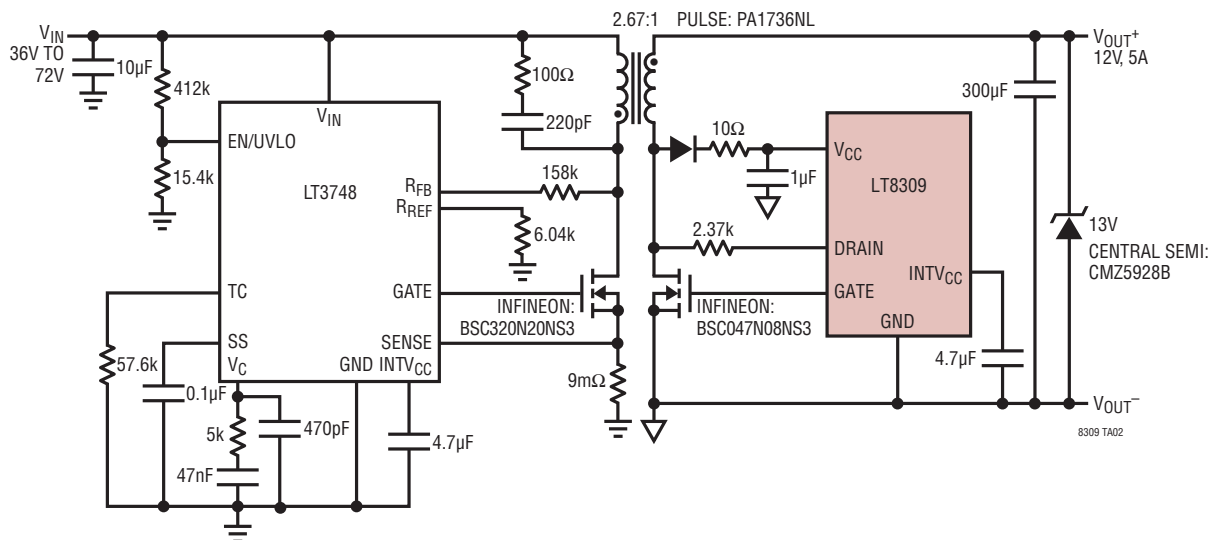 2.67:1 PULSE: PA1736NL
VIN
36V TO
72V
10µF
412k
15.4k
VIN
EN/UVLO
LT3748
RFB
RREF
TC
GATE
SS
SENSE
VC
GND INTVCC
100Ω
220pF
158k
6.04k
INFINEON:
BSC320N20NS3
9mΩ
57.6k
0.1µF
5k
47nF
470pF
4.7µF
10Ω
1µF
2.37k
VCC
LT8309
DRAIN
INTVCC
GATE
GND
INFINEON:
BSC047N08NS3
4.7µF
300µF
VOUT+
12V, 5A
13V
CENTRAL SEMI:
CMZ5928B
VOUT–
8309 TA02